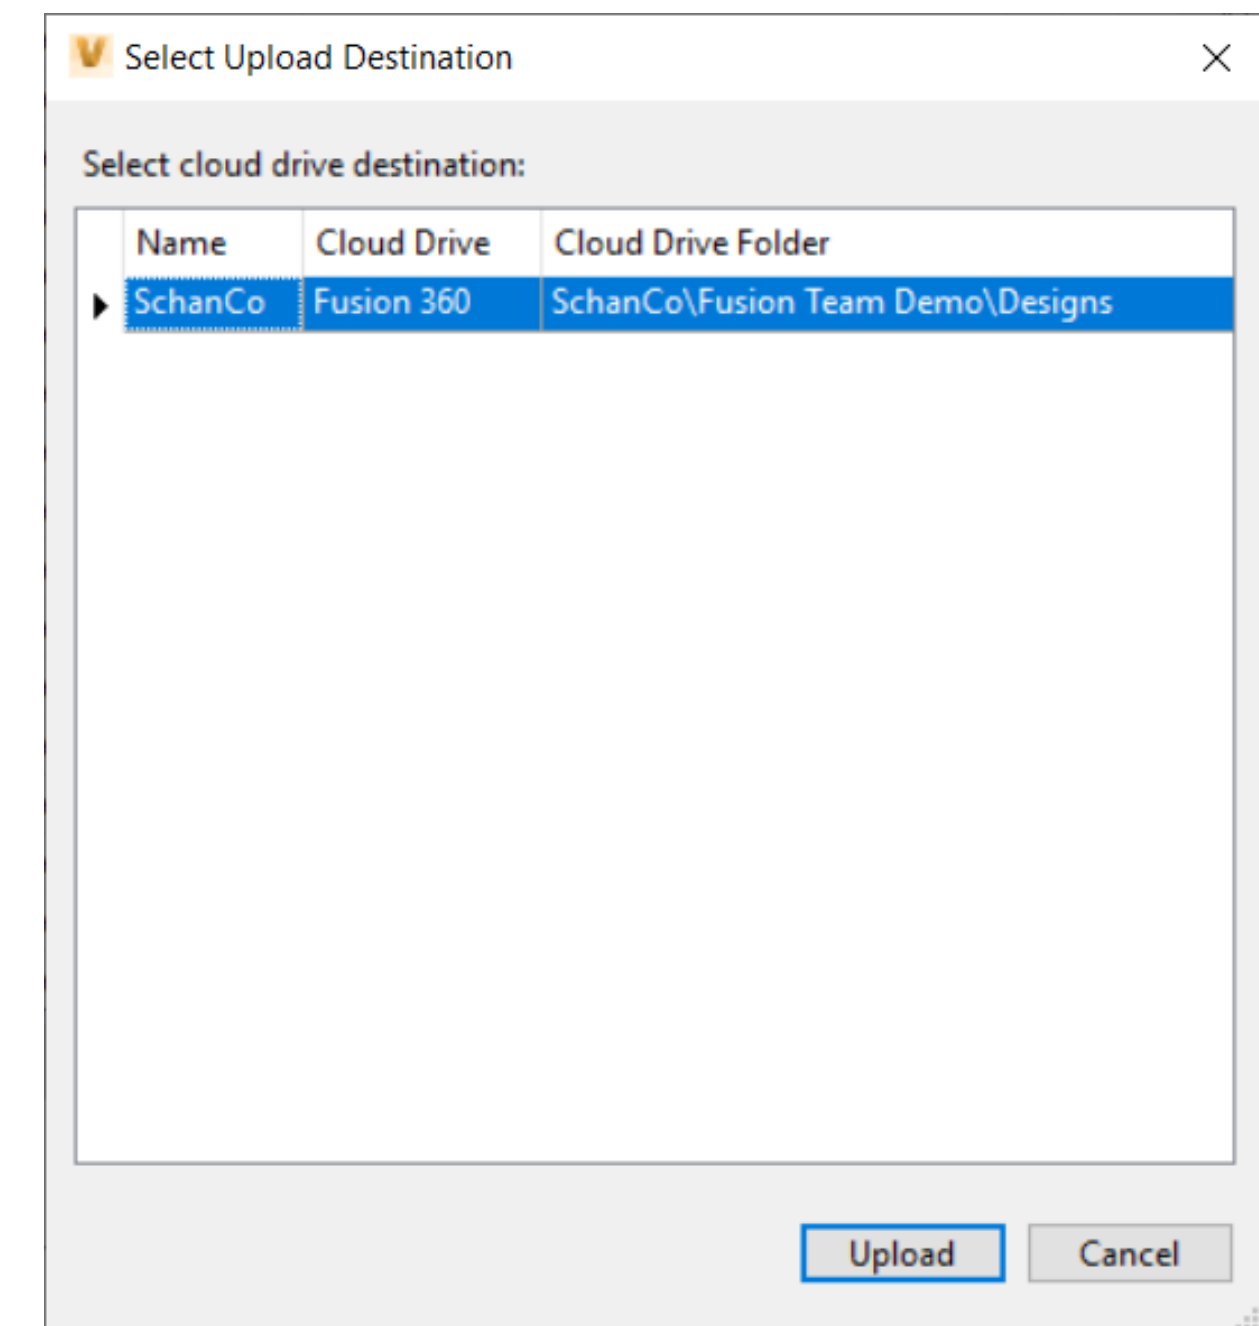 Select Upload Destination
Select cloud drive destination:
Name Cloud Drive Cloud Drive Folder
SchanCo Fusion 360 SchanCo\Fusion Team Demo\Designs
Upload Cancel